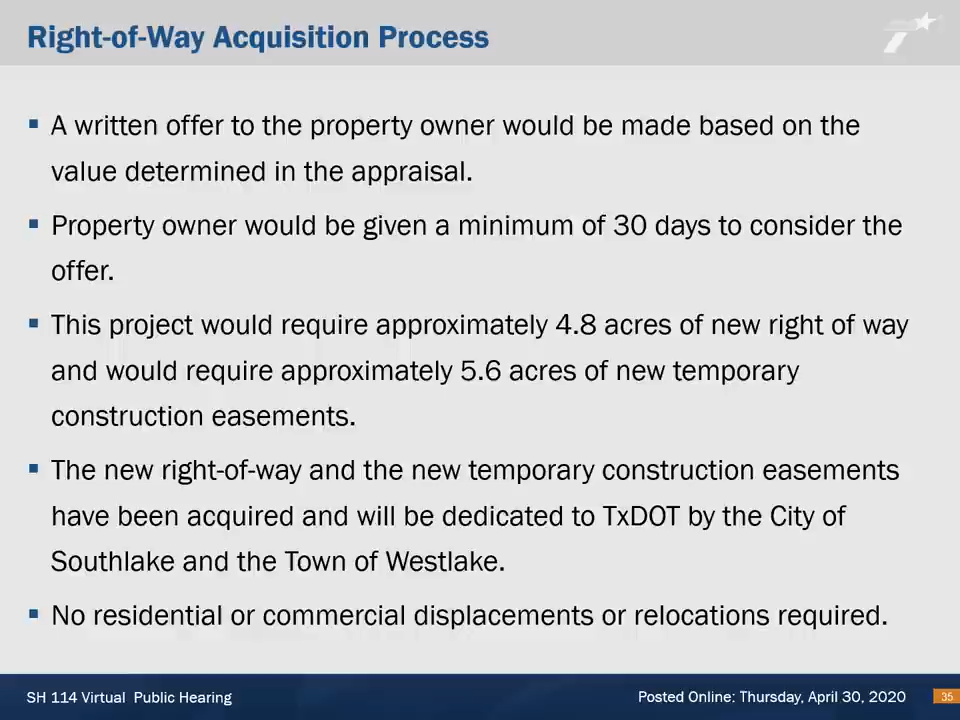 Right-of-Way Acquisition Process
▪ A written offer to the property owner would be made based on the
value determined in the appraisal.
▪ Property owner would be given a minimum of 30 days to consider the
offer.
▪ This project would require approximately 4.8 acres of new right of way
and would require approximately 5.6 acres of new temporary
construction easements.
▪ The new right-of-way and the new temporary construction easements
have been acquired and will be dedicated to TxDOT by the City of
Southlake and the Town of Westlake.
▪ No residential or commercial displacements or relocations required.
SH 114 Virtual Public Hearing
Posted Online: Thursday, April 30, 2020
35